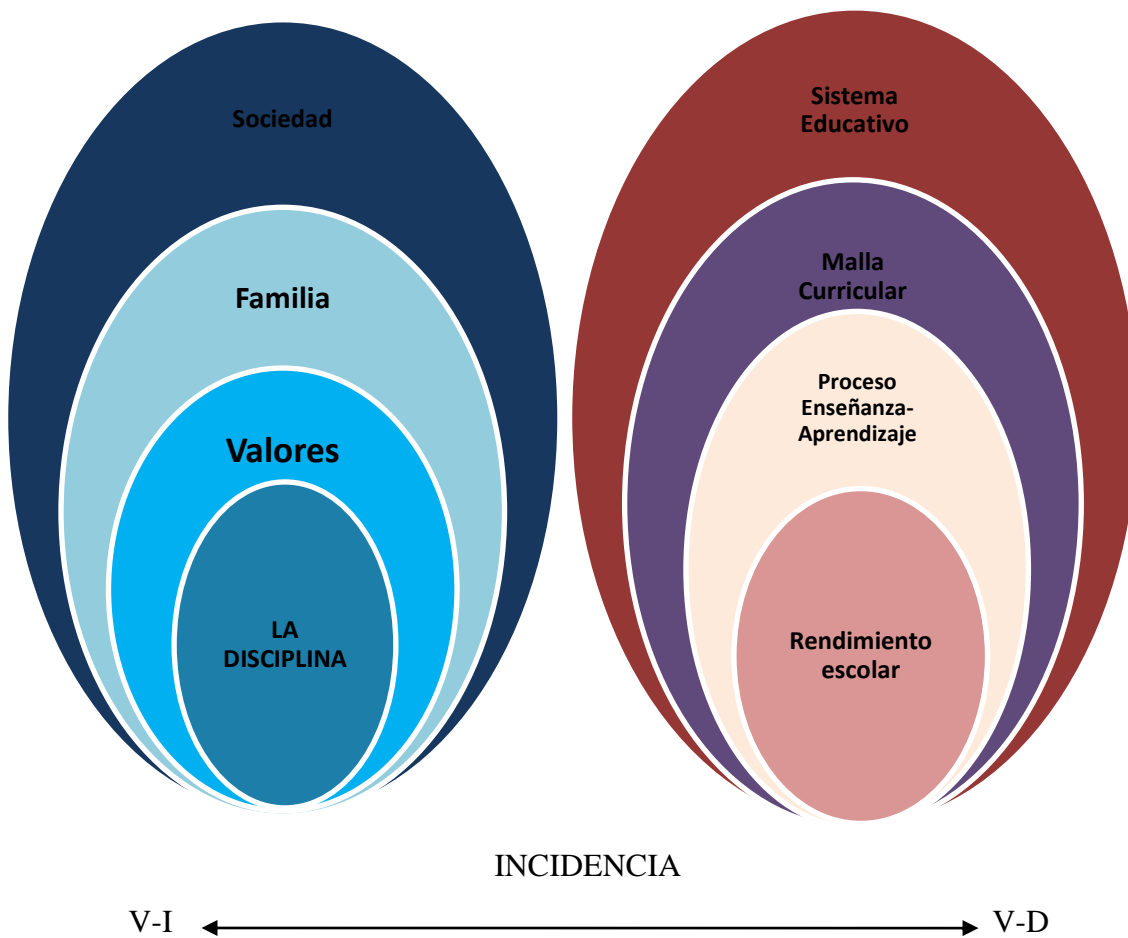 Sociedad
Familia
Valores
LA
DISCIPLINA
Sistema
Educativo
Malla
Curricular
Proceso
Enseñanza-
Aprendizaje
Rendimiento
escolar
INCIDENCIA
V-I
V-D